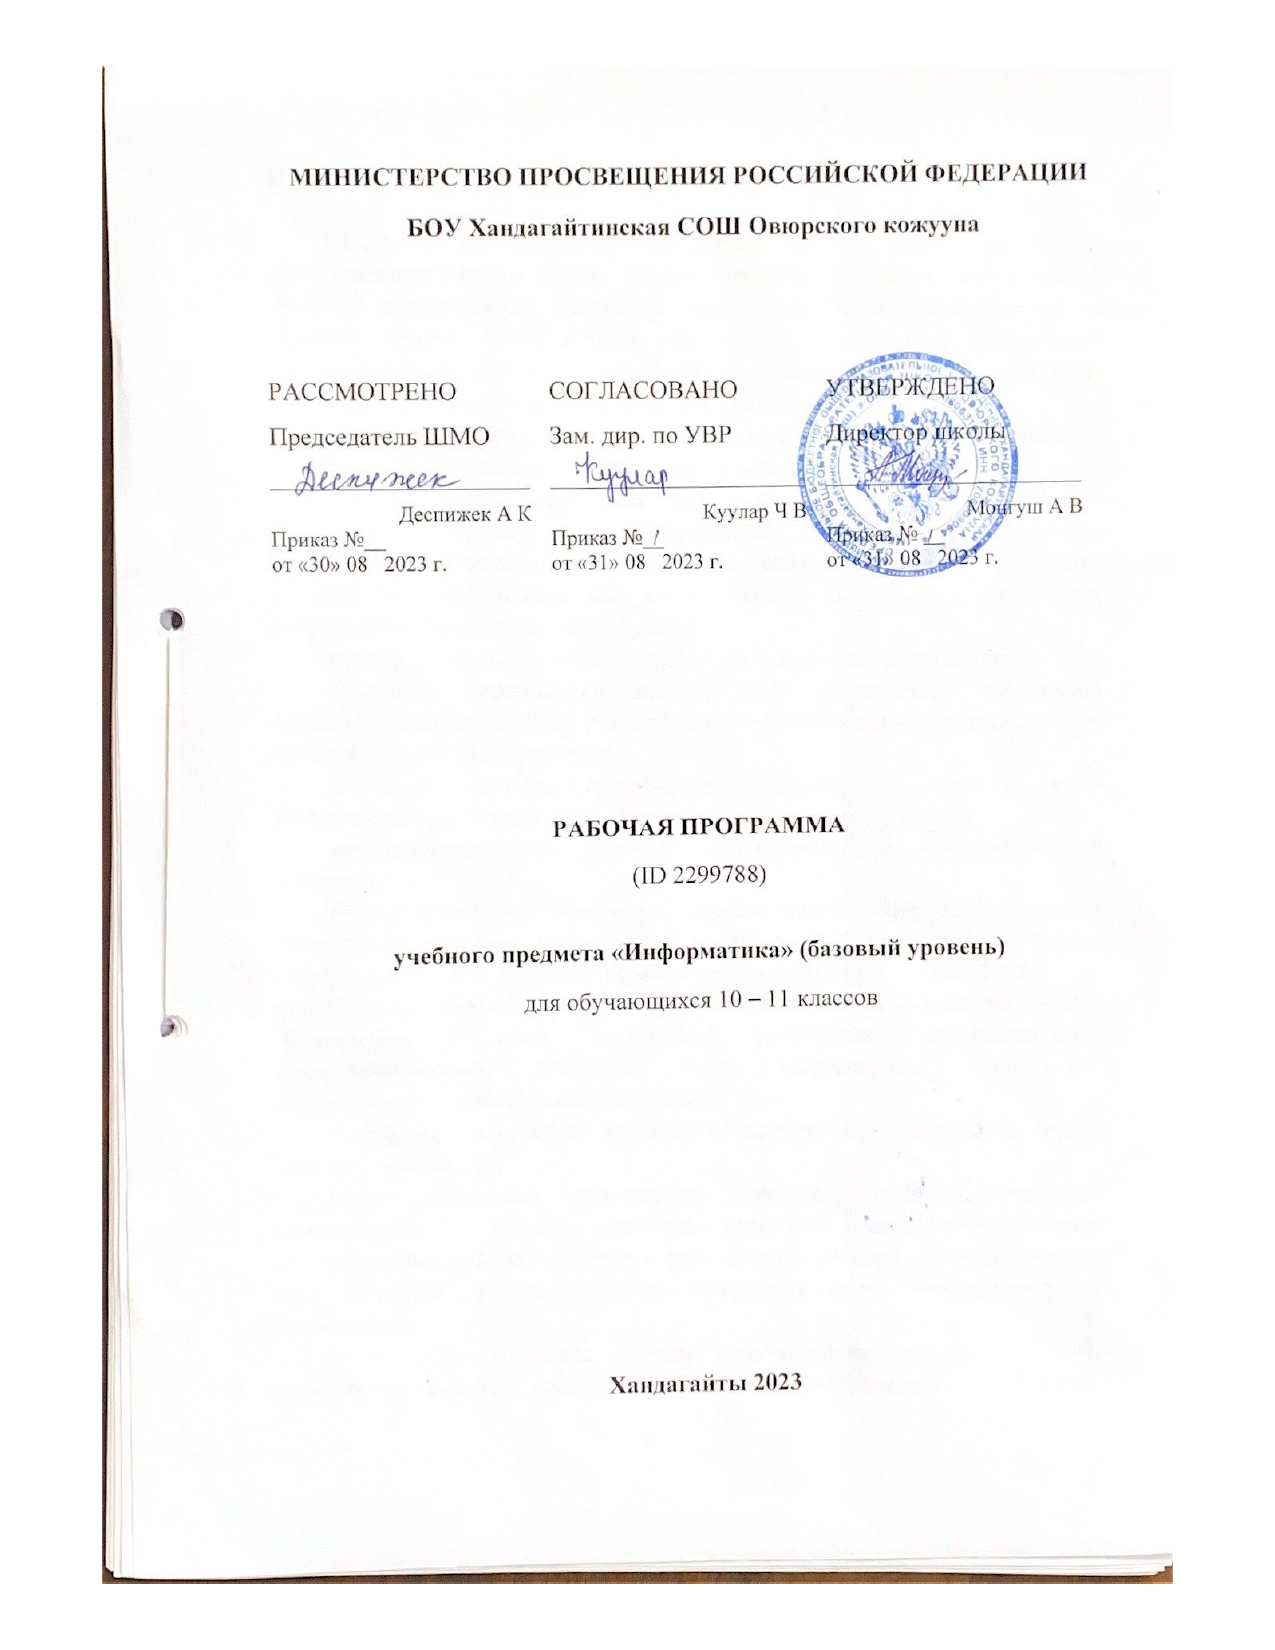 МИНИСТЕРСТВО ПРОСВЕЩЕНИЯ РОССИЙСКОЙ ФЕДЕРАЦИИ
БОУ Хандагайтинская СОШ Овюрского кожууна
РАССМОТРЕНО
Председатель ШМО
Деспижек
Деспижек А К
Приказ №__
от «30» 08 2023 г.
СОГЛАСОВАНО
Зам. дир. по УВР
Куулар
Куулар Ч В
Приказ № /
от «31» 08 2023 г.
УТВЕРЖДЕНО
Директор школы
Монгуш А В
Приказ № __
от «31» 08 2023 г.
РАБОЧАЯ ПРОГРАММА
(ID 2299788)
учебного предмета «Информатика» (базовый уровень)
для обучающихся 10 – 11 классов
Хандагайты 2023